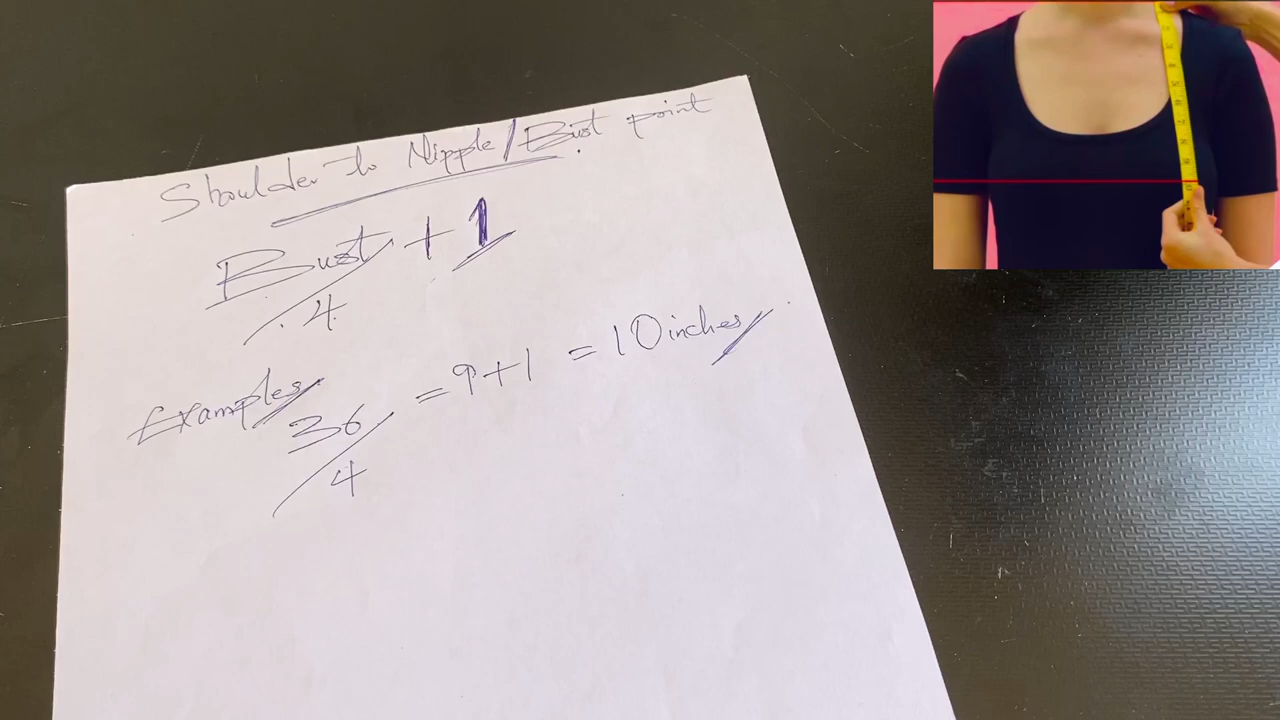 Shoulder to Nipple/Bust point
Bust + 1
4
Examples
36 = 9+1 = 10 inches
4